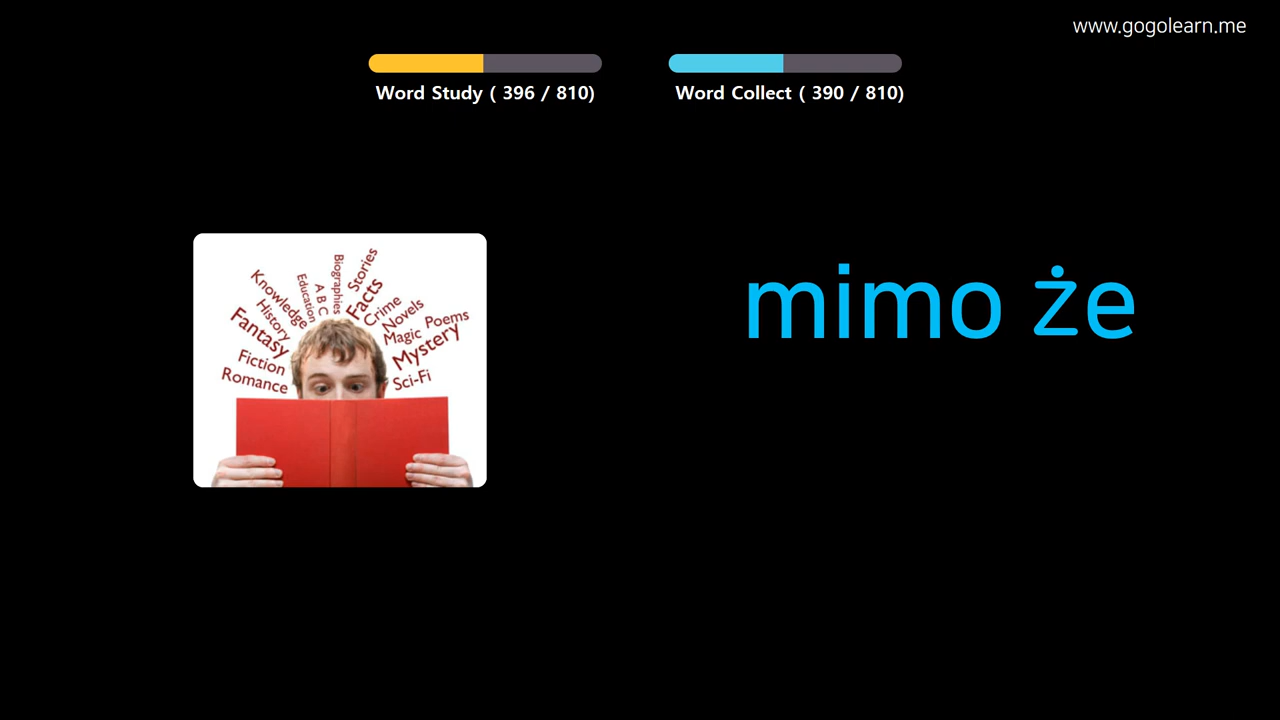 www.gogolearn.me
Word Study ( 396 / 810)
Word Collect ( 390 / 810)
mimo że
Knowledge
History
Fantasy
Fiction
Romance
Education
A B C
Biographies
Stories
Facts
Crime
Novels
Magic
Poems
Mystery
Sci-Fi